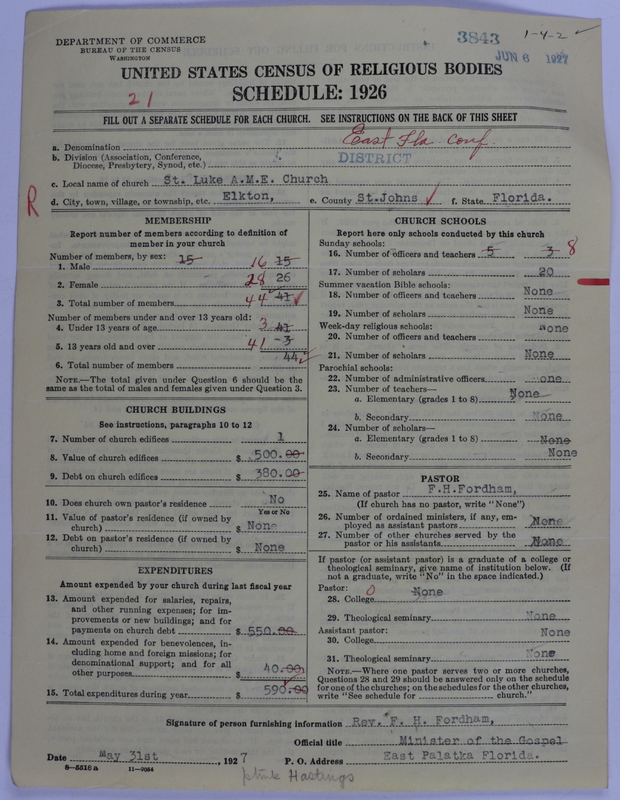 DEPARTMENT OF COMMERCE
BUREAU OF THE CENSUS
WASHINGTON
3843
1-4-2 ✓
JUN 6 1927
UNITED STATES CENSUS OF RELIGIOUS BODIES
21
SCHEDULE: 1926
FILL OUT A SEPARATE SCHEDULE FOR EACH CHURCH. SEE INSTRUCTIONS ON THE BACK OF THIS SHEET
a. Denomination
East Fla. Conf.
b. Division (Association, Conference, Diocese, Presbytery, Synod, etc.) DISTRICT
c. Local name of church St. Luke A.M.E. Church
R
d. City, town, village, or township, etc. Elkton, e. County St.Johns ✓ f. State Florida.
MEMBERSHIP
Report number of members according to definition of
member in your church
Number of members, by sex: 15
1. Male 16 15
2. Female 28 26
3. Total number of members 44 41 ✓
Number of members under and over 13 years old:
4. Under 13 years of age 3 41
5. 13 years old and over 41 3
6. Total number of members 44 ✓
NOTE.—The total given under Question 6 should be the
same as the total of males and females given under Question 3.
CHURCH BUILDINGS
See instructions, paragraphs 10 to 12
7. Number of church edifices 1
8. Value of church edifices $ 500.00
9. Debt on church edifices $ 380.00
10. Does church own pastor's residence No
Yes or No
11. Value of pastor's residence (if owned by
church) $ None
12. Debt on pastor's residence (if owned by
church) $ None
EXPENDITURES
Amount expended by your church during last fiscal year
13. Amount expended for salaries, repairs,
and other running expenses; for im-
provements or new buildings; and for
payments on church debt $ 550.00
14. Amount expended for benevolences, in-
cluding home and foreign missions; for
denominational support; and for all
other purposes $ 40.00
15. Total expenditures during year $ 590.00
CHURCH SCHOOLS
Report here only schools conducted by this church
Sunday schools:
16. Number of officers and teachers 5 3 8
17. Number of scholars 20
Summer vacation Bible schools:
18. Number of officers and teachers None
19. Number of scholars None
Week-day religious schools:
20. Number of officers and teachers None
21. Number of scholars None
Parochial schools:
22. Number of administrative officers one
23. Number of teachers—
a. Elementary (grades 1 to 8) None
b. Secondary None
24. Number of scholars—
a. Elementary (grades 1 to 8) None
b. Secondary None
PASTOR
25. Name of pastor F.H.Fordham,
(If church has no pastor, write "None")
26. Number of ordained ministers, if any, em-
ployed as assistant pastors None
27. Number of other churches served by the
pastor or his assistants None
If pastor (or assistant pastor) is a graduate of a college or
theological seminary, give name of institution below. (If
not a graduate, write "No" in the space indicated.)
Pastor:
28. College 0 None
29. Theological seminary None
Assistant pastor:
30. College None
31. Theological seminary None
NOTE.—Where one pastor serves two or more churches,
Questions 28 and 29 should be answered only on the schedule
for one of the churches; on the schedules for the other churches,
write "See schedule for church."
Signature of person furnishing information Rev. F. H. Fordham,
Official title Minister of the Gospel
Date May 31st, 1927 P. O. Address East Palatka Florida.
8-5516a 11-9064
Hastings